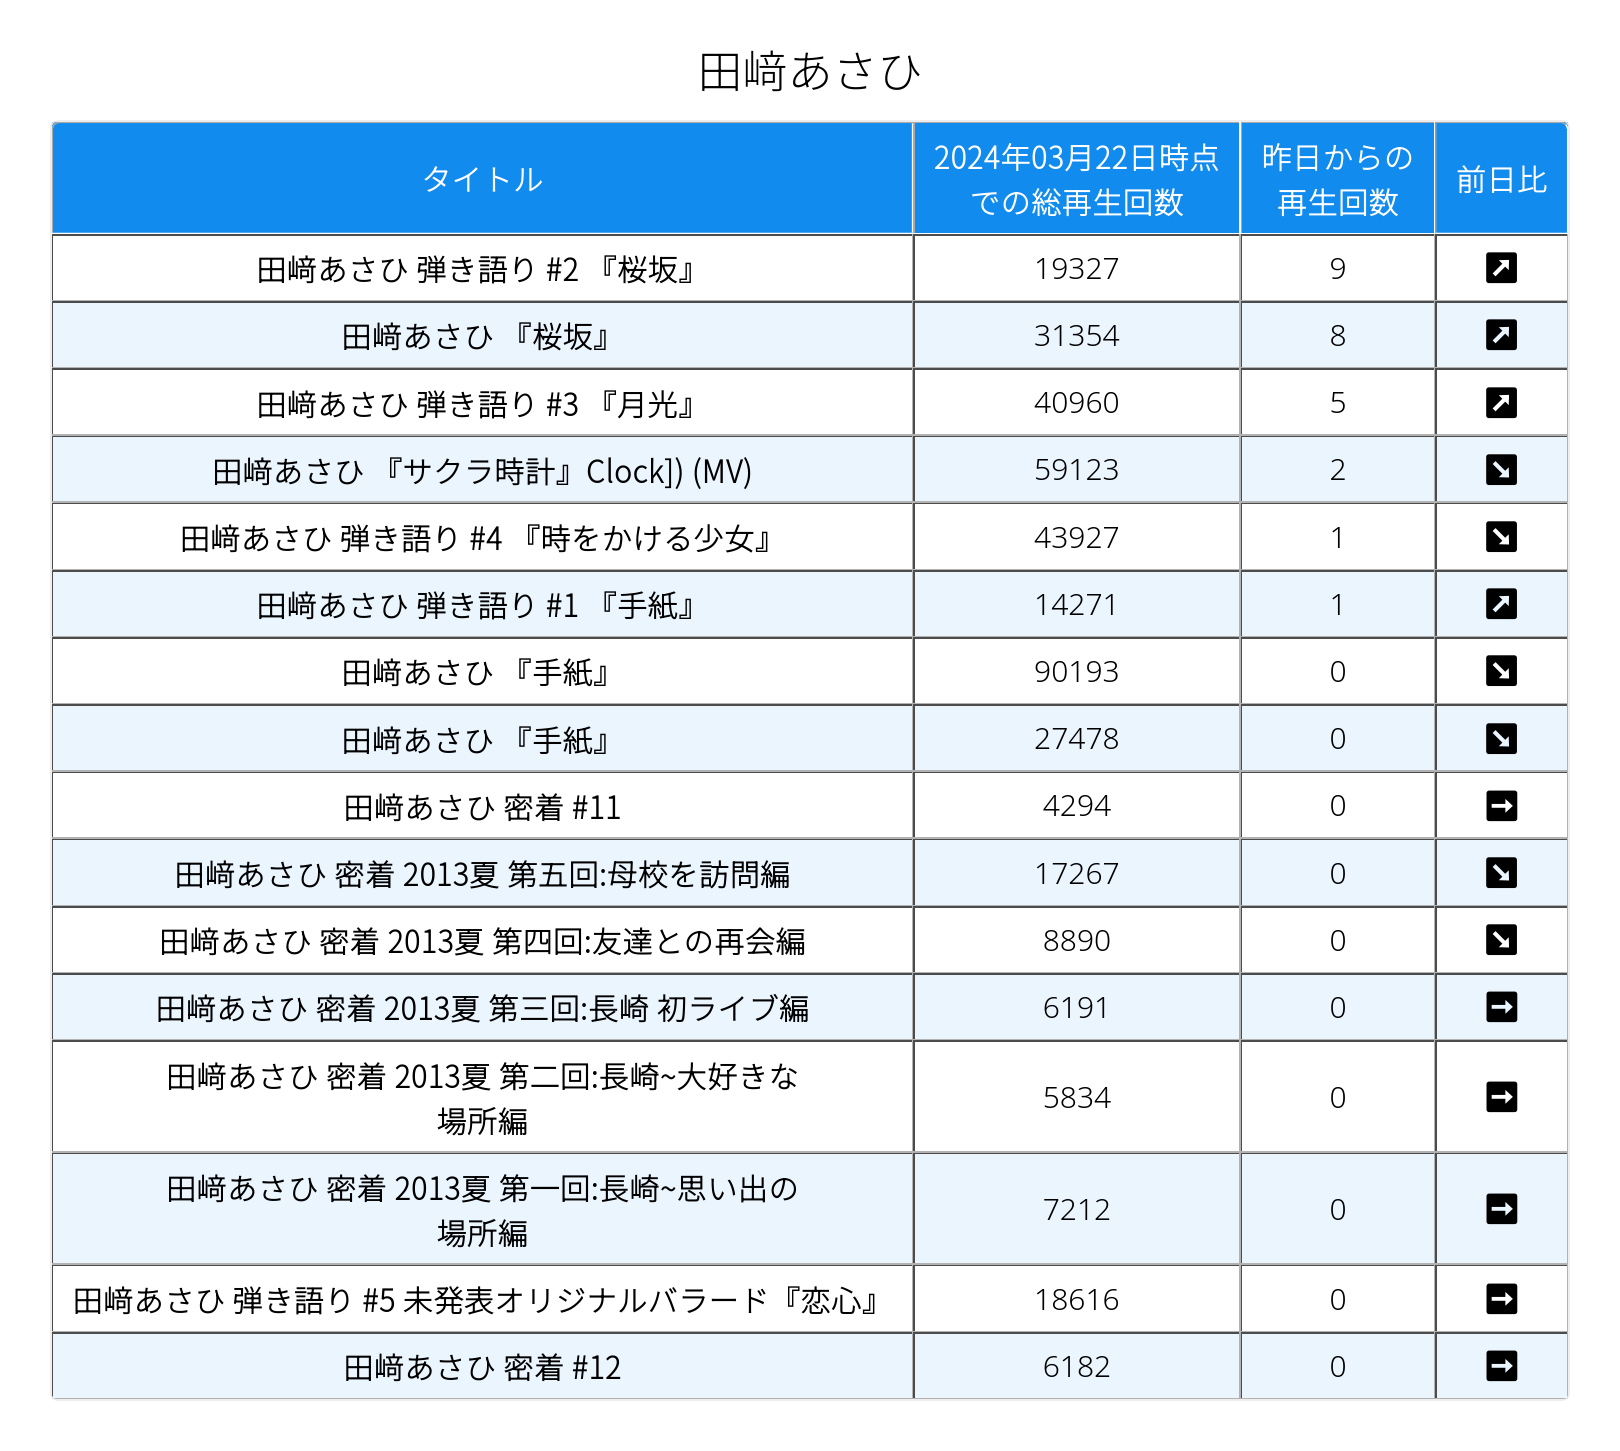 田﨑あさひ
タイトル
2024年03月22日時点
での総再生回数
昨日からの
再生回数
前日比
田﨑あさひ 弾き語り #2 『桜坂』 19327 9
田﨑あさひ 『桜坂』 31354 8
田﨑あさひ 弾き語り #3 『月光』 40960 5
田﨑あさひ 『サクラ時計』Clock]) (MV) 59123 2
田﨑あさひ 弾き語り #4 『時をかける少女』 43927 1
田﨑あさひ 弾き語り #1 『手紙』 14271 1
田﨑あさひ 『手紙』 90193 0
田﨑あさひ 『手紙』 27478 0
田﨑あさひ 密着 #11 4294 0
田﨑あさひ 密着 2013夏 第五回:母校を訪問編 17267 0
田﨑あさひ 密着 2013夏 第四回:友達との再会編 8890 0
田﨑あさひ 密着 2013夏 第三回:長崎 初ライブ編 6191 0
田﨑あさひ 密着 2013夏 第二回:長崎~大好きな
場所編 5834 0
田﨑あさひ 密着 2013夏 第一回:長崎~思い出の
場所編 7212 0
田﨑あさひ 弾き語り #5 未発表オリジナルバラード『恋心』 18616 0
田﨑あさひ 密着 #12 6182 0